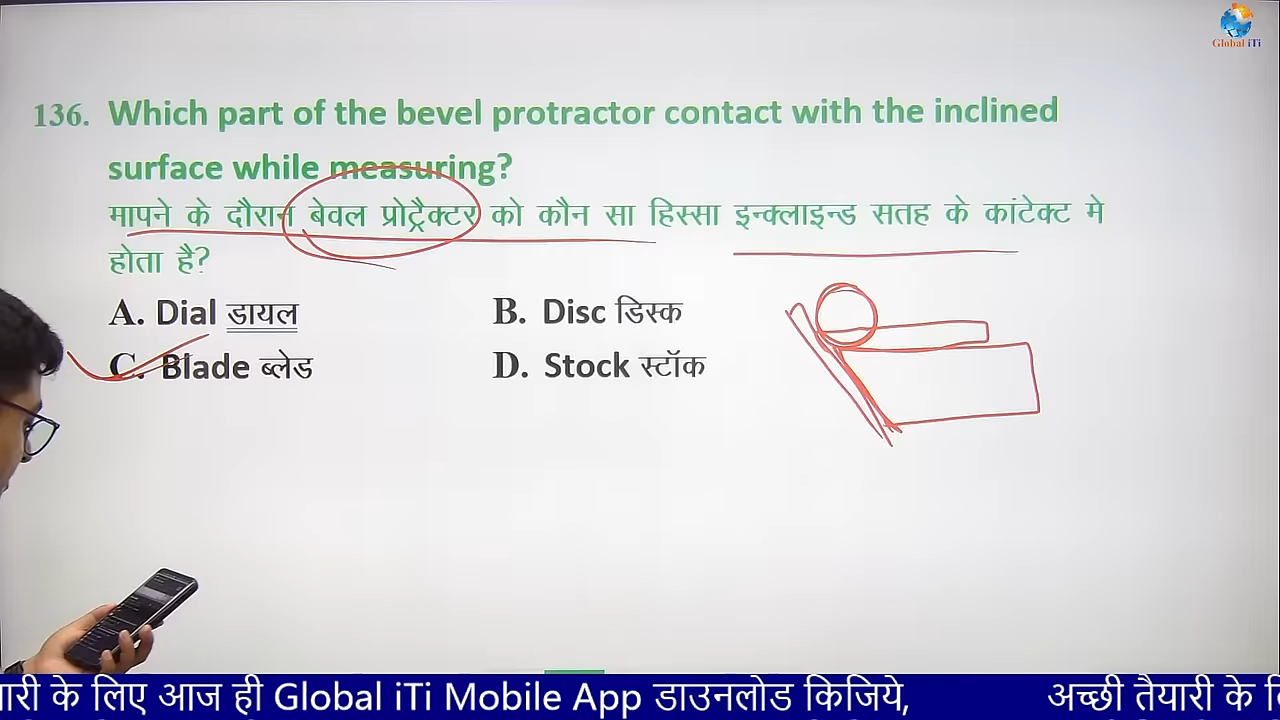 Global iTi
136. Which part of the bevel protractor contact with the inclined
surface while measuring?
मापने के दौरान बेवल प्रोट्रैक्टर को कौन सा हिस्सा इन्क्लाइन्ड सतह के कांटेक्ट मे
होता है?
A. Dial डायल
B. Disc डिस्क
C. Blade ब्लेड
D. Stock स्टॉक
के लिए आज ही Global iTi Mobile App डाउनलोड किजिये, अच्छी तैयारी के